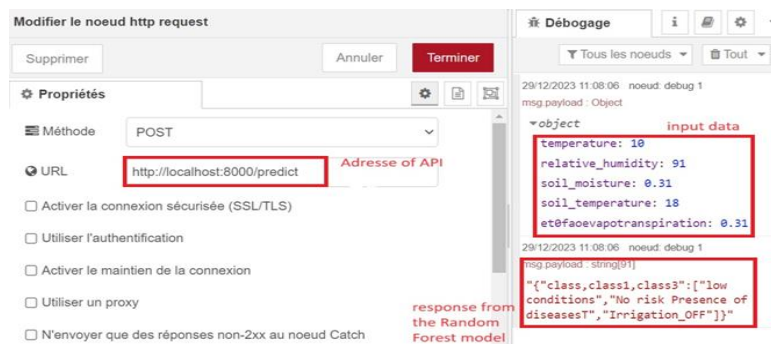 Modifier le noeud http request
Supprimer
Annuler
Terminer
Propriétés
Méthode
POST
URL
http://localhost:8000/predict
Adresse of API
Activer la connexion sécurisée (SSL/TLS)
Utiliser l'authentification
Activer le maintien de la connexion
Utiliser un proxy
N'envoyer que des réponses non-2xx au noeud Catch
response from
the Random
Forest model
Débogage
i
Tous les noeuds
Tout
29/12/2023 11:08:06 noeud: debug 1
msg.payload : Object
object
input data
temperature: 10
relative_humidity: 91
soil_moisture: 0.31
soil_temperature: 18
et0faoevapotranspiration: 0.31
29/12/2023 11:08:06 noeud: debug 1
msg.payload : string[91]
"{"class,class1,class3":["low
conditions","No risk Presence of
diseasesT","Irrigation_OFF"]}"